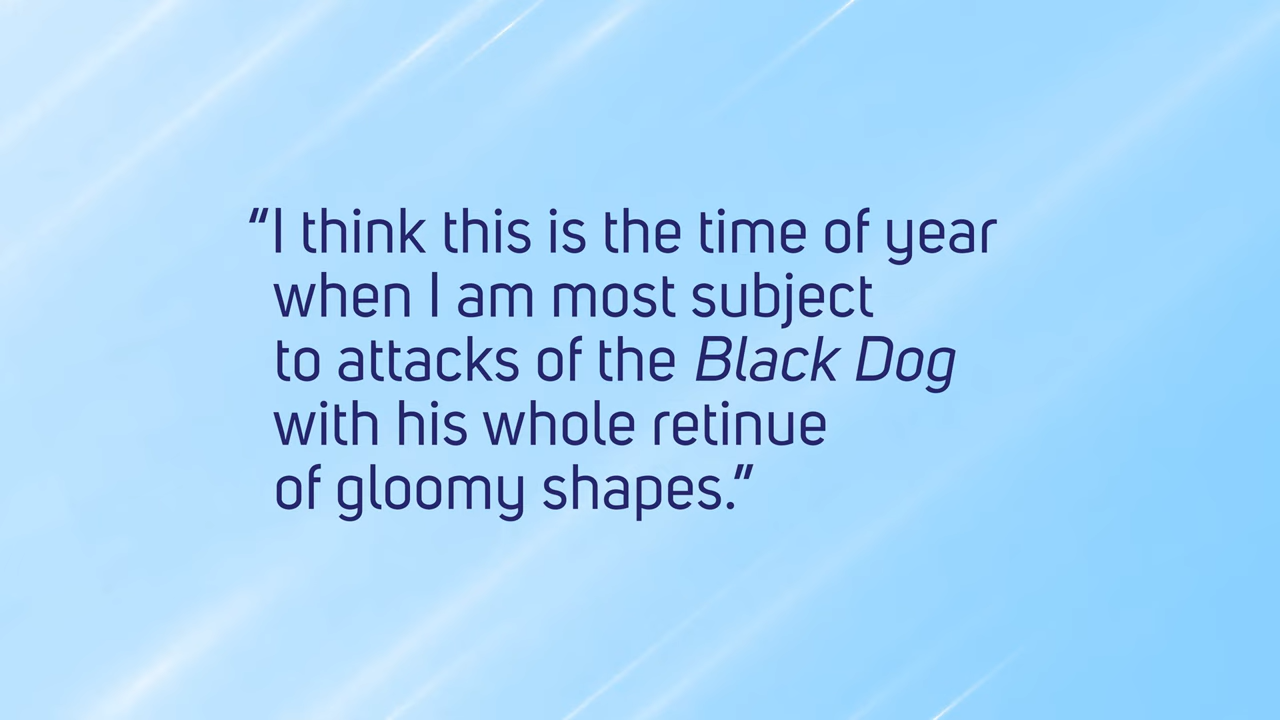 “I think this is the time of year
when I am most subject
to attacks of the Black Dog
with his whole retinue
of gloomy shapes.”